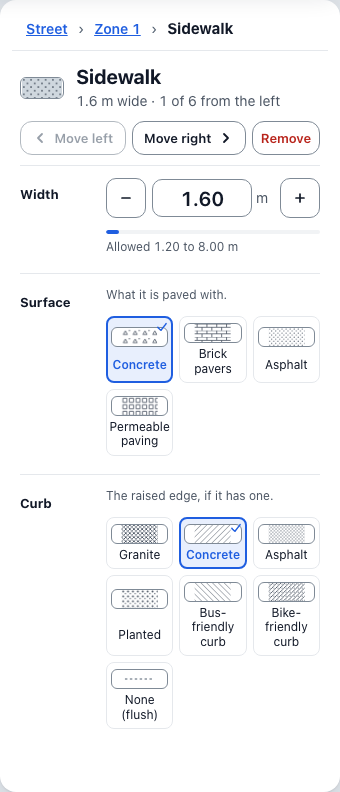 Street › Zone 1 › Sidewalk
Sidewalk
1.6 m wide · 1 of 6 from the left
Move left
Move right
Remove
Width
− 1.60 m +
Allowed 1.20 to 8.00 m
Surface
What it is paved with.
Concrete
Brick
pavers
Asphalt
Permeable
paving
Curb
The raised edge, if it has one.
Granite
Concrete
Asphalt
Planted
Bus-
friendly
curb
Bike-
friendly
curb
None
(flush)